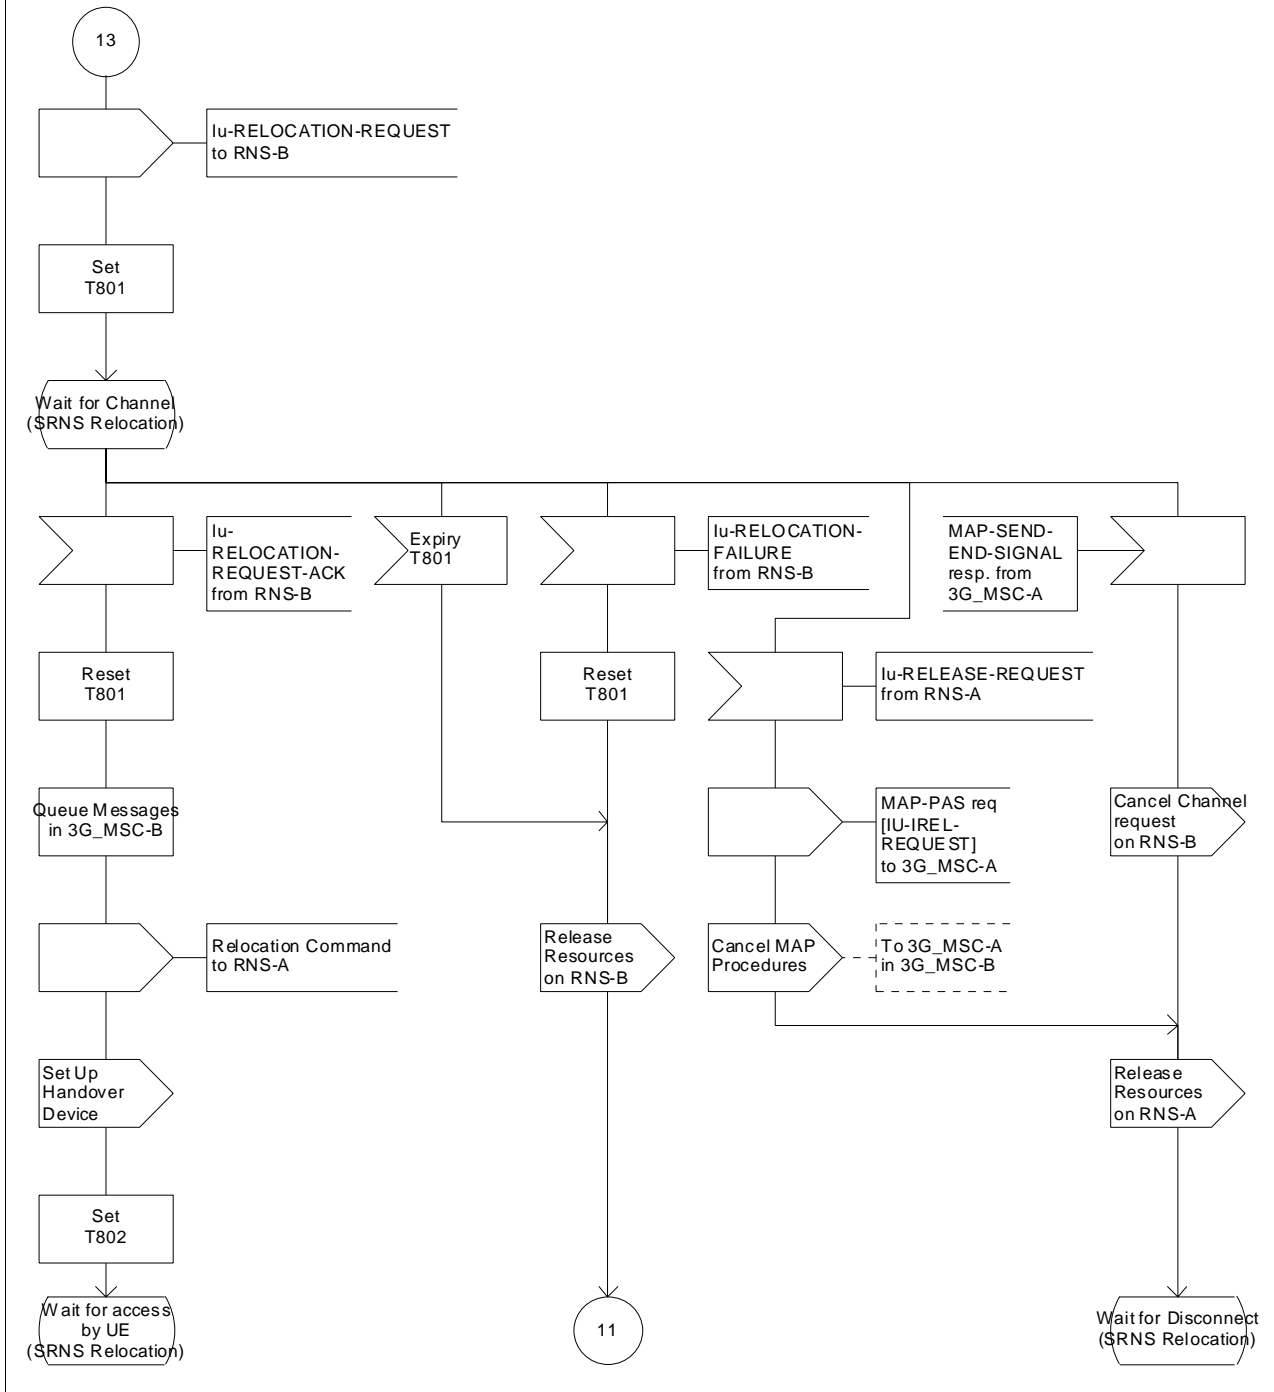 13
Iu-RELOCATION-REQUEST
to RNS-B
Set
T801
Wait for Channel
(SRNS Relocation)
Iu-
RELOCATION-
REQUEST-ACK
from RNS-B
Expiry
T801
Iu-RELOCATION-
FAILURE
from RNS-B
MAP-SEND-
END-SIGNAL
resp. from
3G_MSC-A
Reset
T801
Reset
T801
Iu-RELEASE-REQUEST
from RNS-A
Queue Messages
in 3G_MSC-B
MAP-PAS req
[IU-IREL-
REQUEST]
to 3G_MSC-A
Cancel Channel
request
on RNS-B
Relocation Command
to RNS-A
Release
Resources
on RNS-B
Cancel MAP
Procedures
To 3G_MSC-A
in 3G_MSC-B
Set Up
Handover
Device
Release
Resources
on RNS-A
Set
T802
Wait for access
by UE
(SRNS Relocation)
11
Wait for Disconnect
(SRNS Relocation)